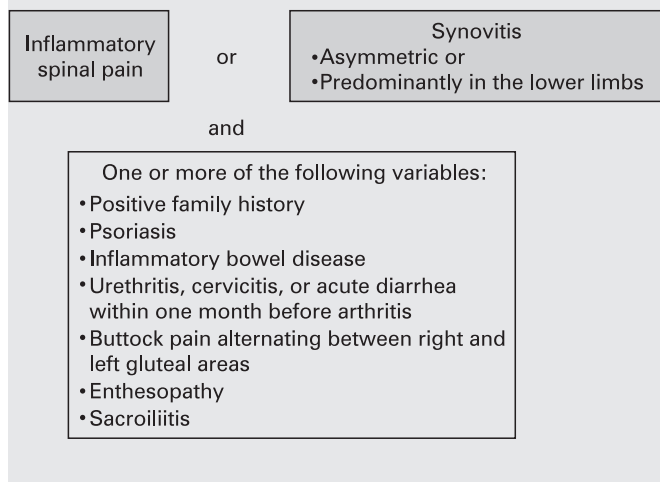 Inflammatory
spinal pain
or
Synovitis
•Asymmetric or
•Predominantly in the lower limbs
and
One or more of the following variables:
•Positive family history
•Psoriasis
•Inflammatory bowel disease
•Urethritis, cervicitis, or acute diarrhea
within one month before arthritis
•Buttock pain alternating between right and
left gluteal areas
•Enthesopathy
•Sacroiliitis